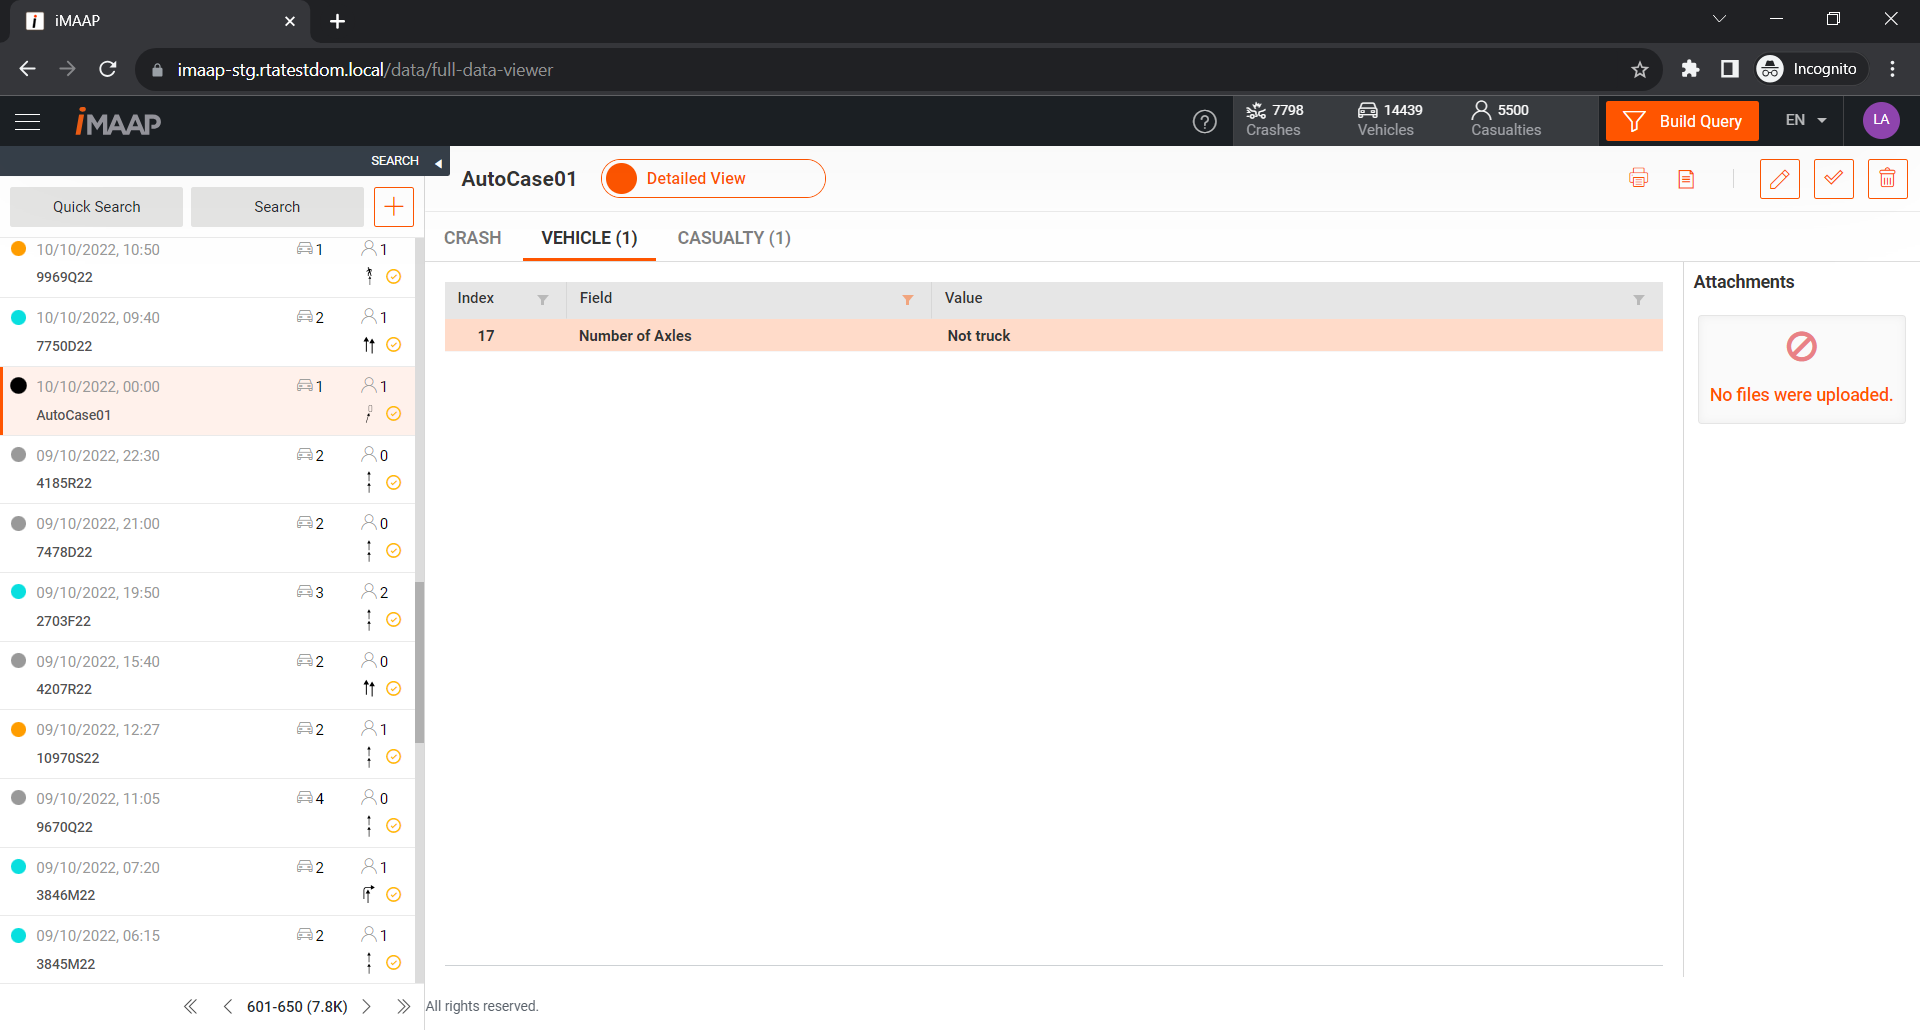 iMAAP
imaap-stg.rtatestdom.local/data/full-data-viewer
Incognito
iMAAP
7798
Crashes
14439
Vehicles
5500
Casualties
Build Query
EN
LA
SEARCH
Quick Search
Search
10/10/2022, 10:50 1 1
9969Q22
10/10/2022, 09:40 2 1
7750D22
10/10/2022, 00:00 1 1
AutoCase01
09/10/2022, 22:30 2 0
4185R22
09/10/2022, 21:00 2 0
7478D22
09/10/2022, 19:50 3 2
2703F22
09/10/2022, 15:40 2 0
4207R22
09/10/2022, 12:27 2 1
10970S22
09/10/2022, 11:05 4 0
9670Q22
09/10/2022, 07:20 2 1
3846M22
09/10/2022, 06:15 2 1
3845M22
601-650 (7.8K)
AutoCase01
Detailed View
CRASH VEHICLE (1) CASUALTY (1)
Index Field Value
17 Number of Axles Not truck
Attachments
No files were uploaded.
All rights reserved.